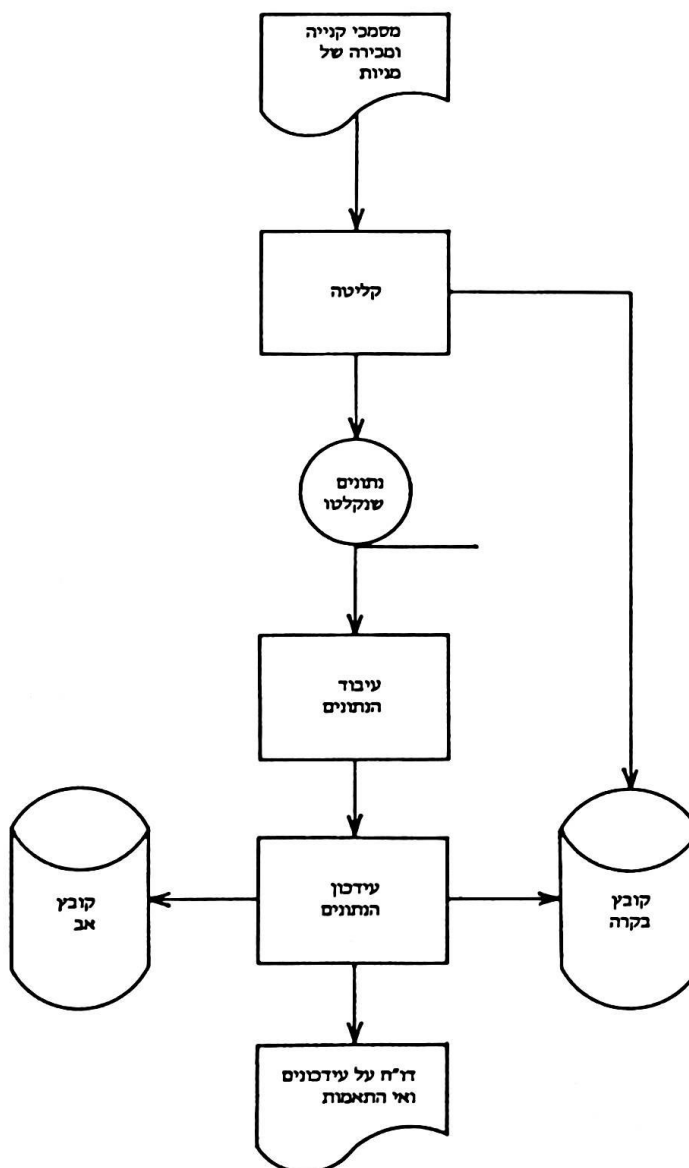 מסמכי קנייה
ומכירה של
מניות
קליטה
נתונים
שנקלטו
עיבוד
הנתונים
עידכון
הנתונים
קובץ
בקרה
קובץ
אב
דו"ח על עידכונים
ואי התאמות